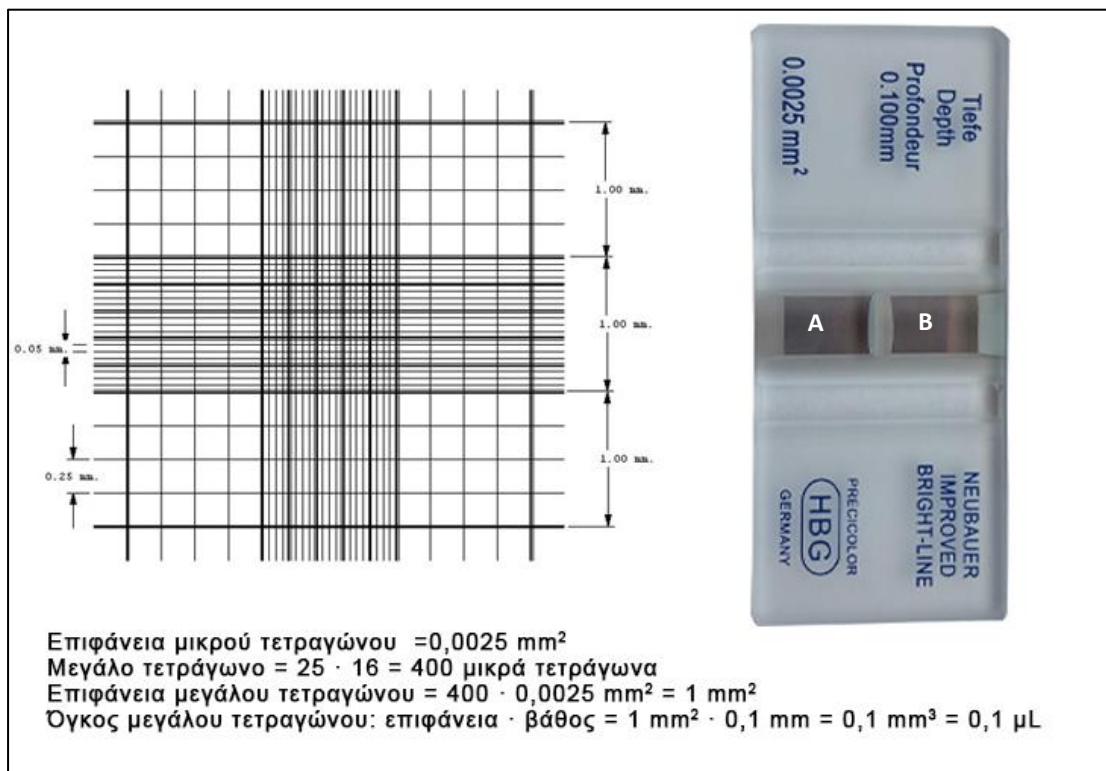 1.00 mm.
1.00 mm.
0.05 mm.
1.00 mm.
0.25 mm.
Tiefe
Depth
Profondeur
0.100mm
0.0025 mm²
A
B
NEUBAUER
IMPROVED
BRIGHT-LINE
PRECICOLOR
HBG
GERMANY
Επιφάνεια μικρού τετραγώνου =0,0025 mm²
Μεγάλο τετράγωνο = 25 · 16 = 400 μικρά τετράγωνα
Επιφάνεια μεγάλου τετραγώνου = 400 · 0,0025 mm² = 1 mm²
Όγκος μεγάλου τετραγώνου: επιφάνεια · βάθος = 1 mm² · 0,1 mm = 0,1 mm³ = 0,1 μL